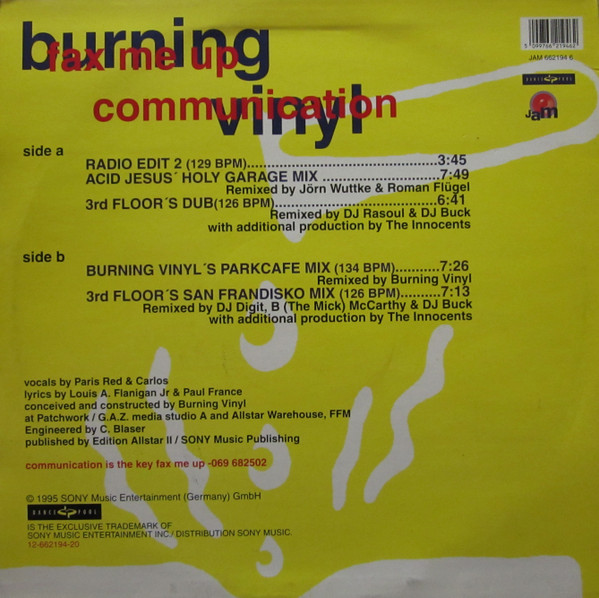 burning
fax me up
communication
vinyl
5 099766 219462
JAM 662194 6
DANCE POOL
JaM
side a
RADIO EDIT 2 (129 BPM)..............................3:45
ACID JESUS´ HOLY GARAGE MIX ....................7:49
Remixed by Jörn Wuttke & Roman Flügel
3rd FLOOR´S DUB(126 BPM)...........................6:41
Remixed by DJ Rasoul & DJ Buck
with additional production by The Innocents
side b
BURNING VINYL´S PARKCAFE MIX (134 BPM)..........7:26
Remixed by Burning Vinyl
3rd FLOOR´S SAN FRANDISKO MIX (126 BPM)..........7:13
Remixed by DJ Digit, B (The Mick) McCarthy & DJ Buck
with additional production by The Innocents
vocals by Paris Red & Carlos
lyrics by Louis A. Flanigan Jr & Paul France
conceived and constructed by Burning Vinyl
at Patchwork / G.A.Z. media studio A and Allstar Warehouse, FFM
Engineered by C. Blaser
published by Edition Allstar II / SONY Music Publishing
communication is the key fax me up -069 682502
© 1995 SONY Music Entertainment (Germany) GmbH
DANCE POOL
IS THE EXCLUSIVE TRADEMARK OF
SONY MUSIC ENTERTAINMENT INC./ DISTRIBUTION SONY MUSIC.
12-662194-20